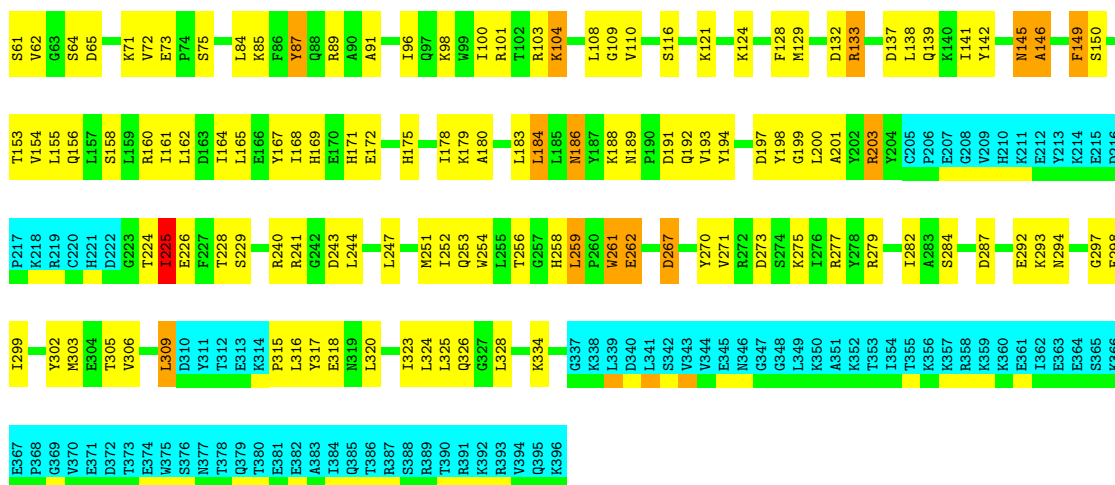 S61 V62 G63 S64 D65 K71 V72 E73 P74 S75 L84 K85 F86 Y87 Q88 R89 A90 A91 I96 Q97 K98 W99 I100 R101 T102 R103 K104 L108 G109 V110 S116 K121 K124 F128 M129 D132 R133 D137 L138 Q139 K140 I141 Y142 N145 A146 F149 S150
T153 V154 L155 Q156 L157 S158 L159 R160 I161 L162 D163 I164 L165 E166 Y167 I168 H169 E170 H171 E172 H175 I178 K179 A180 L183 L184 L185 N186 Y187 K188 N189 P190 D191 Q192 V193 Y194 D197 Y198 G199 L200 A201 Y202 R203 Y204 C205 P206 E207 G208 V209 H210 K211 E212 Y213 K214 E215 D216
P217 K218 R219 C220 H221 D222 G223 T224 I225 E226 F227 T228 S229 R240 R241 G242 D243 L244 L247 M251 I252 Q253 W254 L255 T256 G257 H258 L259 P260 W261 E262 D267 Y270 V271 R272 D273 S274 K275 I276 R277 Y278 R279 I282 A283 S284 D287 E292 K293 N294 G297
I299 Y302 M303 E304 T305 V306 L309 D310 Y311 T312 E313 K314 P315 L316 Y317 E318 N319 L320 I323 L324 L325 Q326 G327 L328 K334 G337 K338 L339 D340 L341 S342 V343 V344 E345 N346 G347 G348 L349 K350 A351 K352 T353 I354 T355 K356 K357 R358 K359 K360 E361 I362 E363 E364 S365 K366
E367 P368 G369 V370 E371 D372 T373 E374 W375 S376 N377 T378 Q379 T380 E381 E382 A383 I384 Q385 T386 R387 S388 R389 T390 R391 K392 R393 V394 Q395 K396